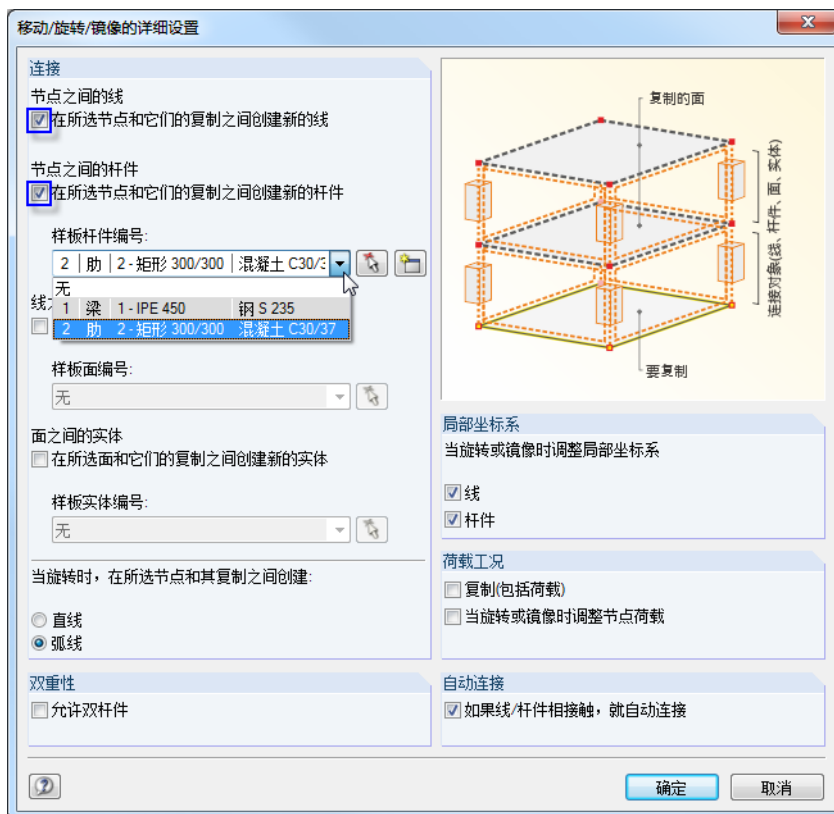 移动/旋转/镜像的详细设置
连接
节点之间的线
在所选节点和它们的复制之间创建新的线
节点之间的杆件
在所选节点和它们的复制之间创建新的杆件
样板杆件编号:
2 | 肋 | 2 - 矩形 300/300 | 混凝土 C30/3
无
1 梁 1 - IPE 450 钢 S 235
2 肋 2 - 矩形 300/300 混凝土 C30/37
线
样板面编号:
无
面之间的实体
在所选面和它们的复制之间创建新的实体
样板实体编号:
无
当旋转时，在所选节点和其复制之间创建:
直线
弧线
双重性
允许双杆件
复制的面
连接对象(线、杆件、面、实体)
要复制
局部坐标系
当旋转或镜像时调整局部坐标系
线
杆件
荷载工况
复制(包括荷载)
当旋转或镜像时调整节点荷载
自动连接
如果线/杆件相接触，就自动连接
确定
取消